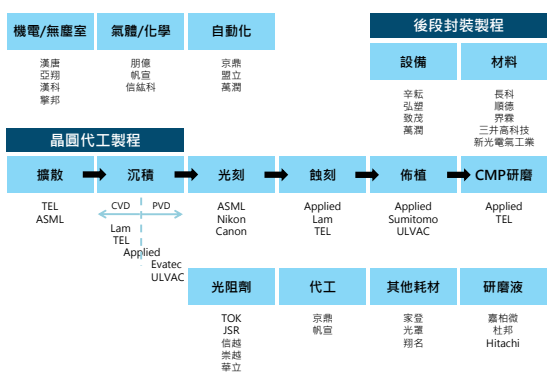 機電/無塵室
漢唐
亞翔
漢科
擎邦
氣體/化學
朋億
帆宣
信紘科
自動化
京鼎
盟立
萬潤
後段封裝製程
設備
辛耘
弘塑
致茂
萬潤
材料
長科
順德
界霖
三井高科技
新光電氣工業
晶圓代工製程
擴散
TEL
ASML
沉積
CVD
PVD
Lam
TEL
Applied
Evatec
ULVAC
光刻
ASML
Nikon
Canon
蝕刻
Applied
Lam
TEL
佈植
Applied
Sumitomo
ULVAC
CMP研磨
Applied
TEL
光阻劑
TOK
JSR
信越
崇越
華立
代工
京鼎
帆宣
其他耗材
家登
光罩
翔名
研磨液
嘉柏微
杜邦
Hitachi